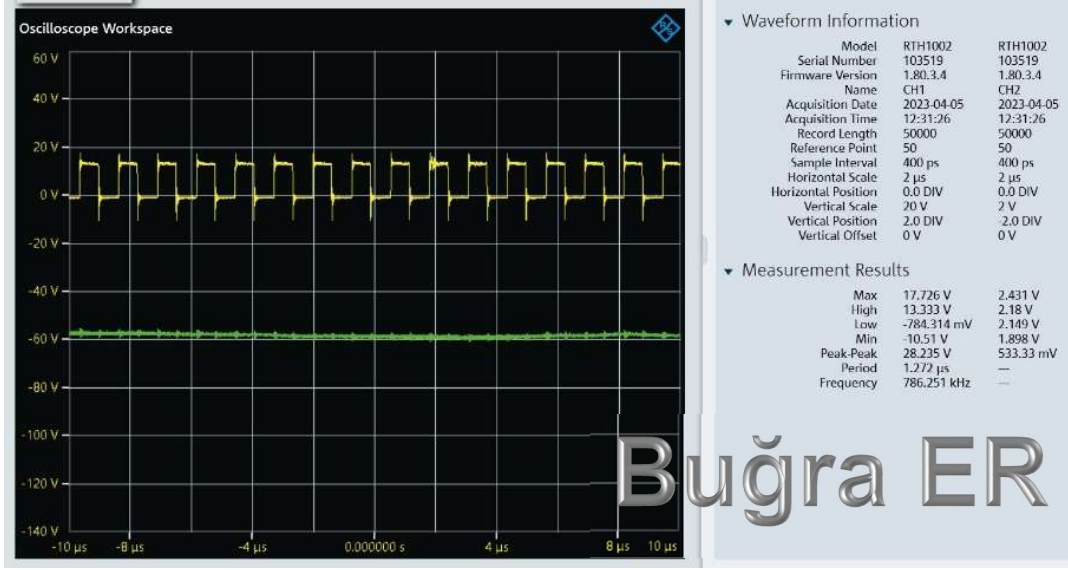 Oscilloscope Workspace
60 V
40 V
20 V
0 V
-20 V
-40 V
-60 V
-80 V
-100 V
-120 V
-140 V
-10 µs -8 µs -4 µs 0.000000 s 4 µs 8 µs 10 µs
Waveform Information
Model RTH1002 RTH1002
Serial Number 103519 103519
Firmware Version 1.80.3.4 1.80.3.4
Name CH1 CH2
Acquisition Date 2023-04-05 2023-04-05
Acquisition Time 12:31:26 12:31:26
Record Length 50000 50000
Reference Point 50 50
Sample Interval 400 ps 400 ps
Horizontal Scale 2 µs 2 µs
Horizontal Position 0.0 DIV 0.0 DIV
Vertical Scale 20 V 2 V
Vertical Position 2.0 DIV -2.0 DIV
Vertical Offset 0 V 0 V
Measurement Results
Max 17.726 V 2.431 V
High 13.333 V 2.18 V
Low -784.314 mV 2.149 V
Min -10.51 V 1.898 V
Peak-Peak 28.235 V 533.33 mV
Period 1.272 µs ---
Frequency 786.251 kHz ---
Buğra ER